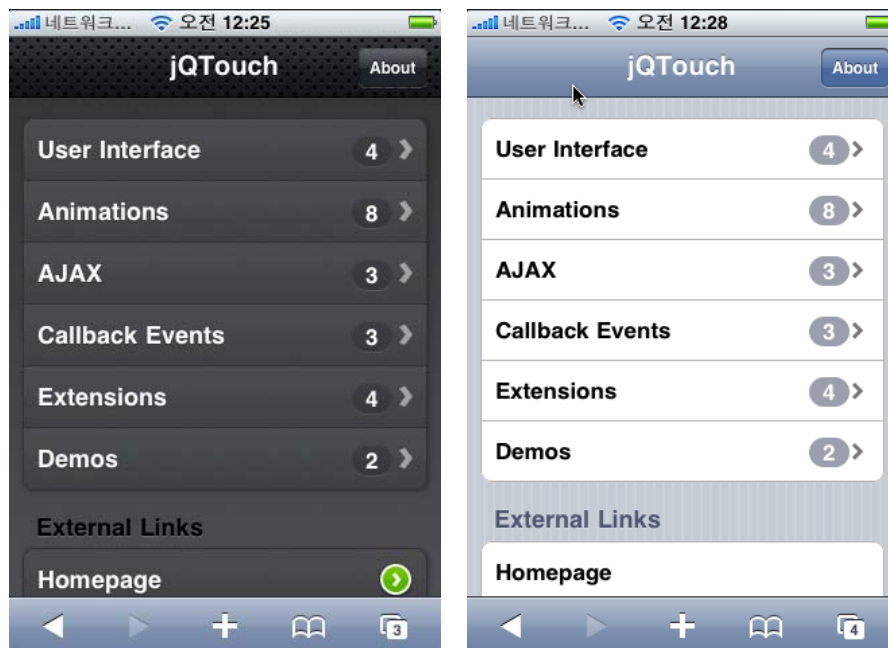 네트워크... 오전 12:25
jQTouch About
User Interface 4
Animations 8
AJAX 3
Callback Events 3
Extensions 4
Demos 2
External Links
Homepage
3
네트워크... 오전 12:28
jQTouch About
User Interface 4
Animations 8
AJAX 3
Callback Events 3
Extensions 4
Demos 2
External Links
Homepage
4